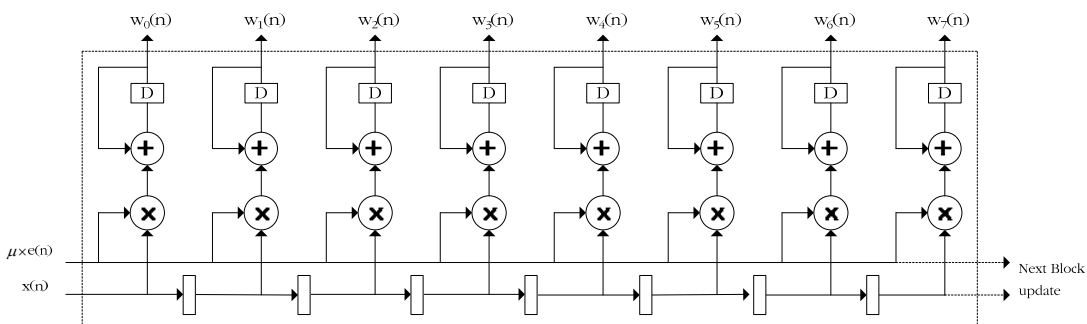 w₀(n) w₁(n) w₂(n) w₃(n) w₄(n) w₅(n) w₆(n) w₇(n)
D D D D D D D D
+ + + + + + + +
x x x x x x x x
μ×e(n)
x(n)
Next Block
update